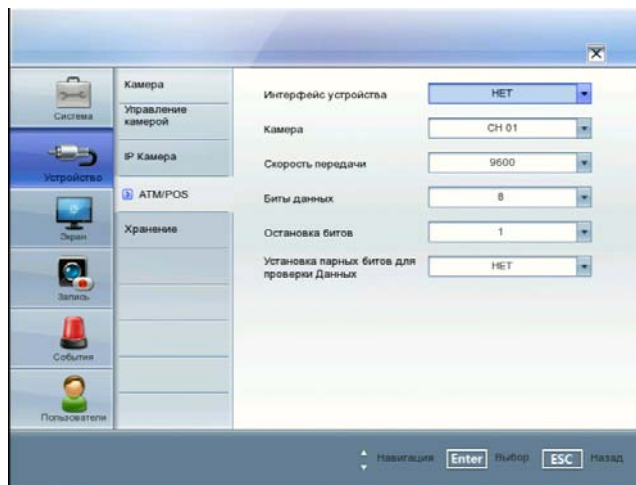 Система
Устройство
Экран
Запись
События
Пользователи
Камера
Управление
камерой
IP Камера
ATM/POS
Хранение
Интерфейс устройства
НЕТ
Камера
CH 01
Скорость передачи
9600
Биты данных
8
Остановка битов
1
Установка парных битов для
проверки Данных
НЕТ
Навигация Enter Выбор ESC Назад